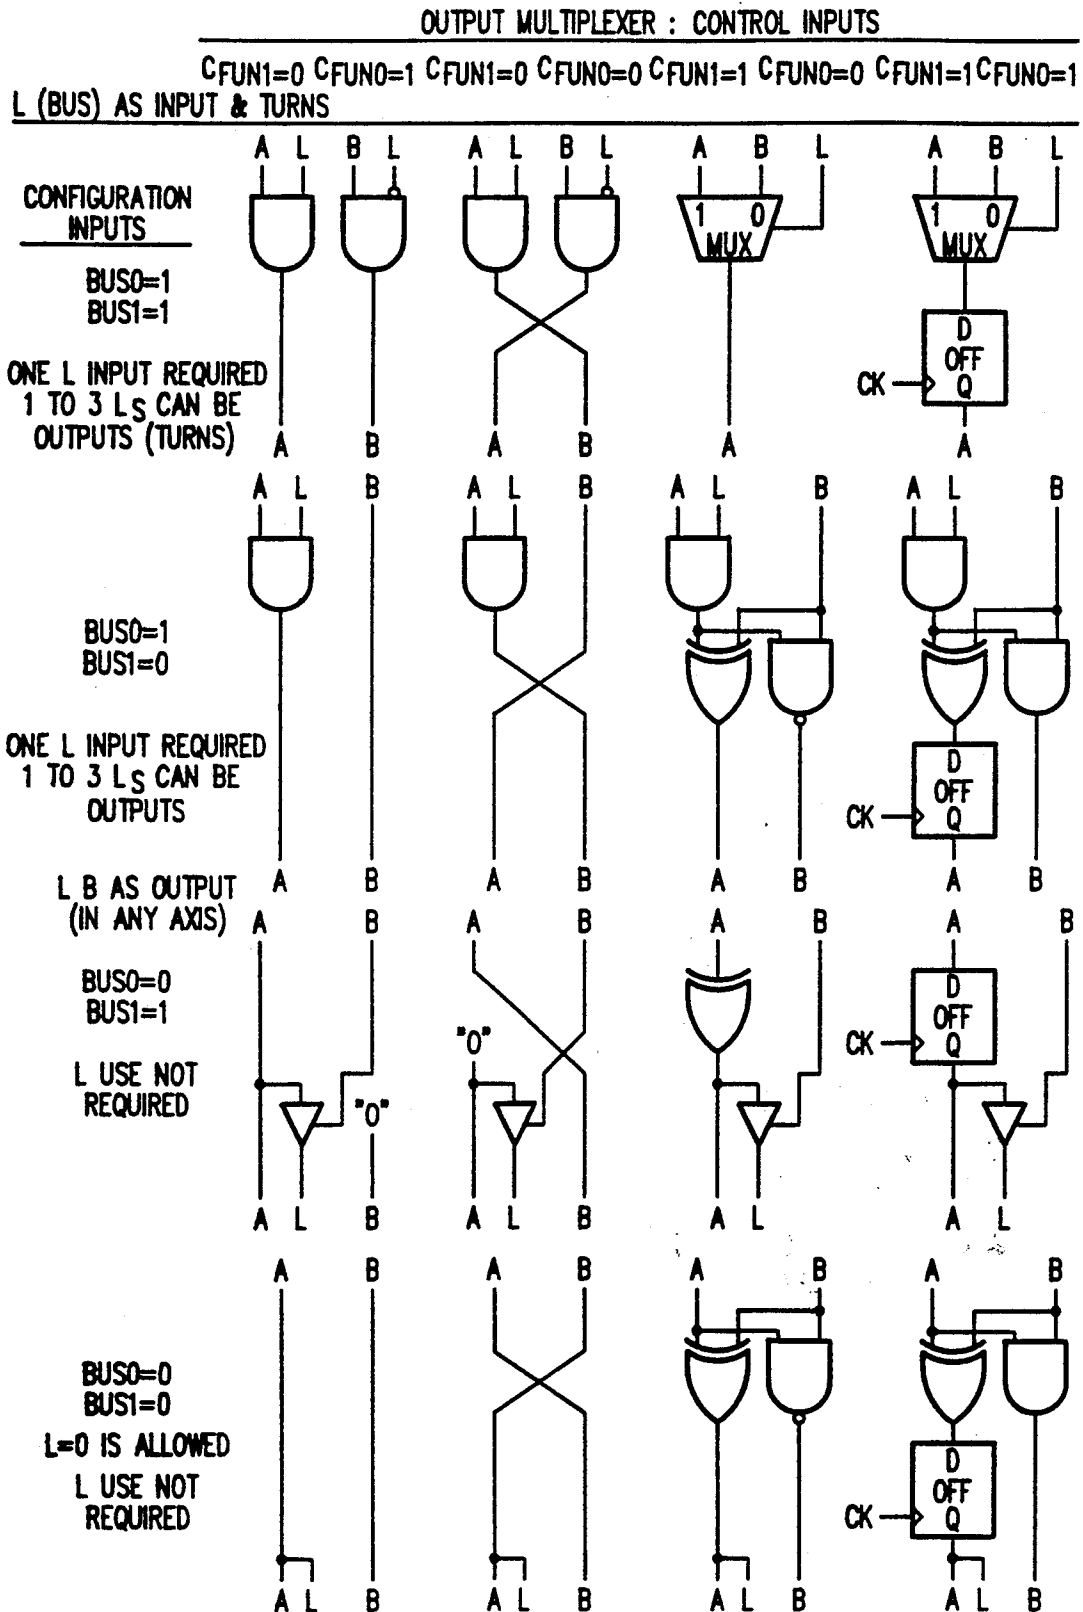 OUTPUT MULTIPLEXER : CONTROL INPUTS
CFUN1=0 CFUN0=1 CFUN1=0 CFUN0=0 CFUN1=1 CFUN0=0 CFUN1=1 CFUN0=1
L (BUS) AS INPUT & TURNS
A L B L A L B L A B L A B L
CONFIGURATION
INPUTS
1 0 MUX
1 0 MUX
BUS0=1
BUS1=1
D
OFF
CK Q
ONE L INPUT REQUIRED
1 TO 3 LS CAN BE
OUTPUTS (TURNS)
A B A B A A
A L B A L B A L B A L B
BUS0=1
BUS1=0
ONE L INPUT REQUIRED
1 TO 3 LS CAN BE
OUTPUTS
D
OFF
CK Q
A B A B A B A B
L B AS OUTPUT
(IN ANY AXIS)
A B A B A B A B
BUS0=0
BUS1=1
D
OFF
CK Q
"0"
L USE NOT
REQUIRED
"0"
A L B A L B A L A L
A B A B A B A B
BUS0=0
BUS1=0
L=0 IS ALLOWED
L USE NOT
REQUIRED
D
OFF
CK Q
A L B A L B A L B A L B